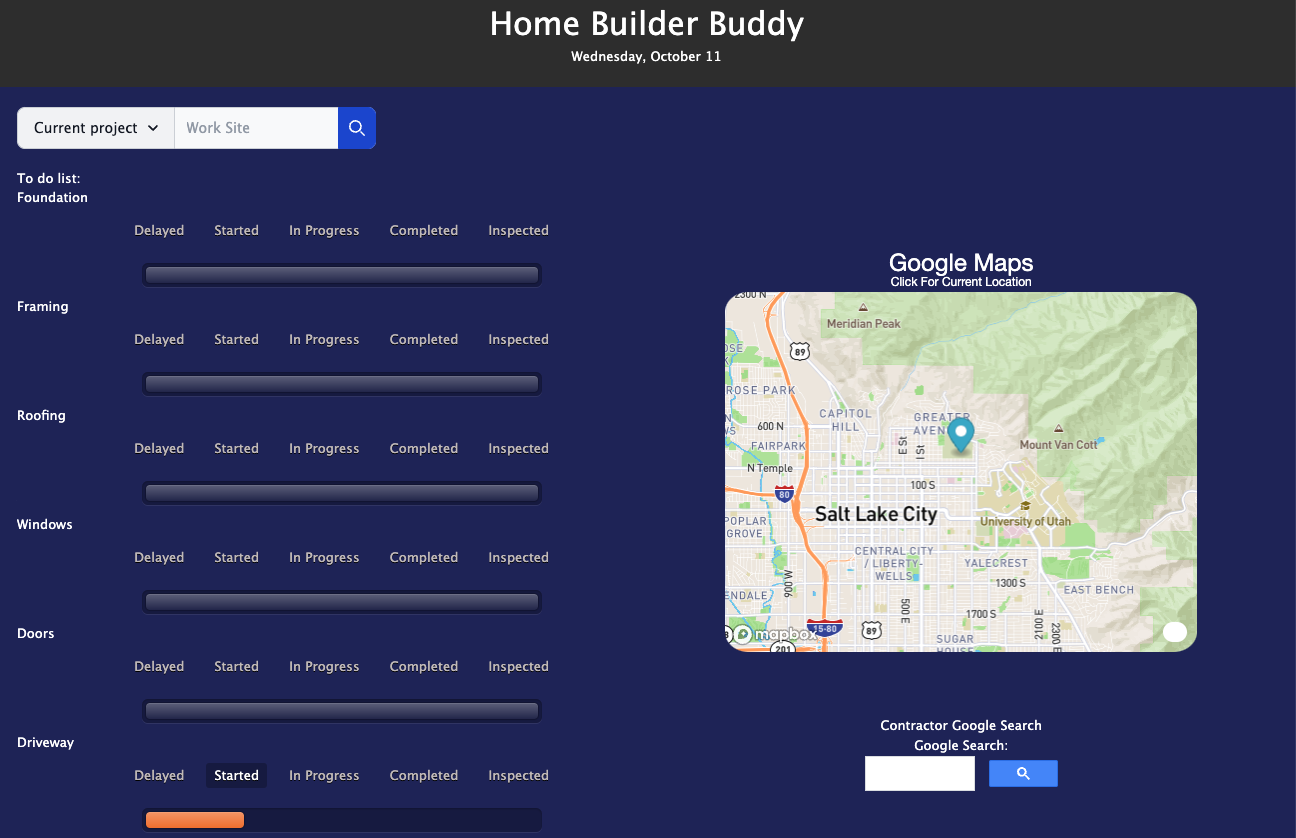 Home Builder Buddy
Wednesday, October 11
Current project
Work Site
To do list:
Foundation
Delayed Started In Progress Completed Inspected
Framing
Delayed Started In Progress Completed Inspected
Roofing
Delayed Started In Progress Completed Inspected
Windows
Delayed Started In Progress Completed Inspected
Doors
Delayed Started In Progress Completed Inspected
Driveway
Delayed Started In Progress Completed Inspected
Google Maps
Click For Current Location
2300 N
Meridian Peak
89
ROSE PARK
CAPITOL
HILL
GREATER
AVEN
600 N
E St
I St
Mount Van Cott
FAIRPARK
N Temple
80
100 S
Salt Lake City
University of Utah
POPLAR
GROVE
CENTRAL CITY
/ LIBERTY-
WELLS
YALECREST
900 W
1300 S
EAST BENCH
ENDALE
500 E
1700 S
2100 E
2300 E
mapbox
15-80
89
SUGAR
HOUSE
201
Contractor Google Search
Google Search: